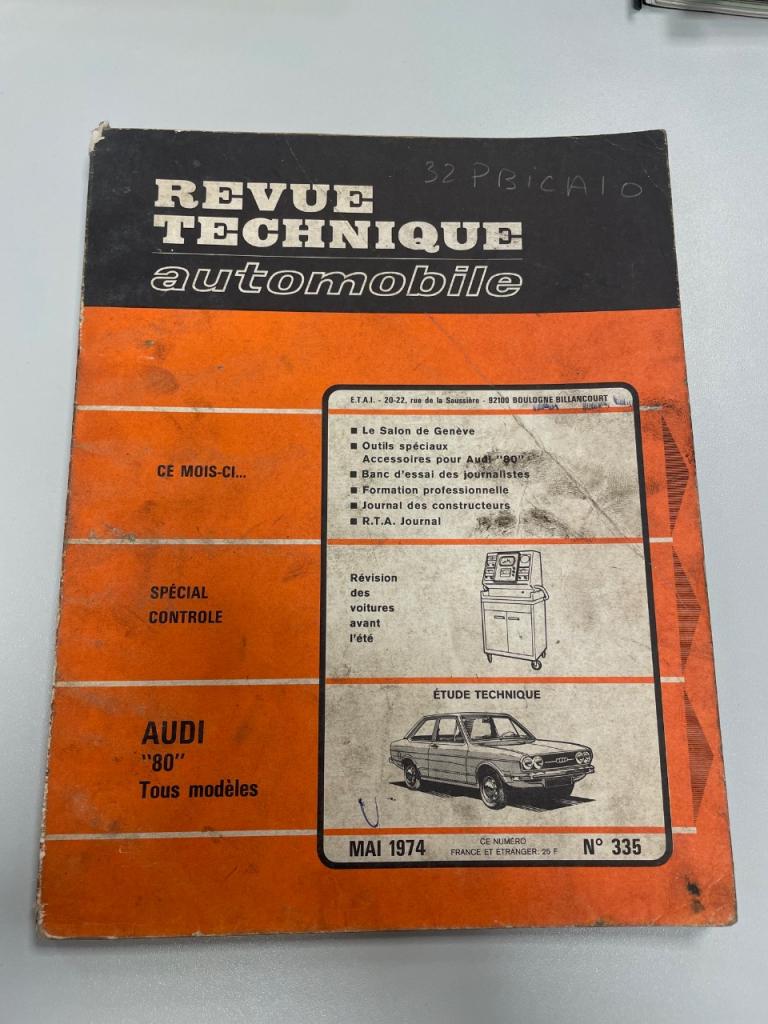 32 PBICAIO
REVUE
TECHNIQUE
automobile
E.T.A.I. - 20-22, rue de la Saussière - 92100 BOULOGNE BILLANCOURT
CE MOIS-CI...
■ Le Salon de Genève
■ Outils spéciaux
Accessoires pour Audi "80"
■ Banc d'essai des journalistes
■ Formation professionnelle
■ Journal des constructeurs
■ R.T.A. Journal
SPÉCIAL
CONTROLE
Révision
des
voitures
avant
l'été
AUDI
"80"
Tous modèles
ÉTUDE TECHNIQUE
MAI 1974
CE NUMÉRO
FRANCE ET ÉTRANGER: 25 F
N° 335